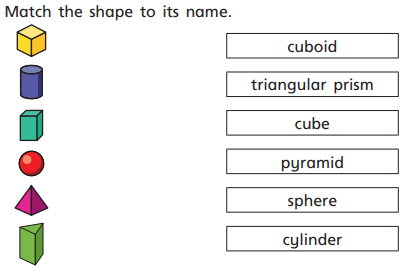 Match the shape to its name.
cuboid
triangular prism
cube
pyramid
sphere
cylinder